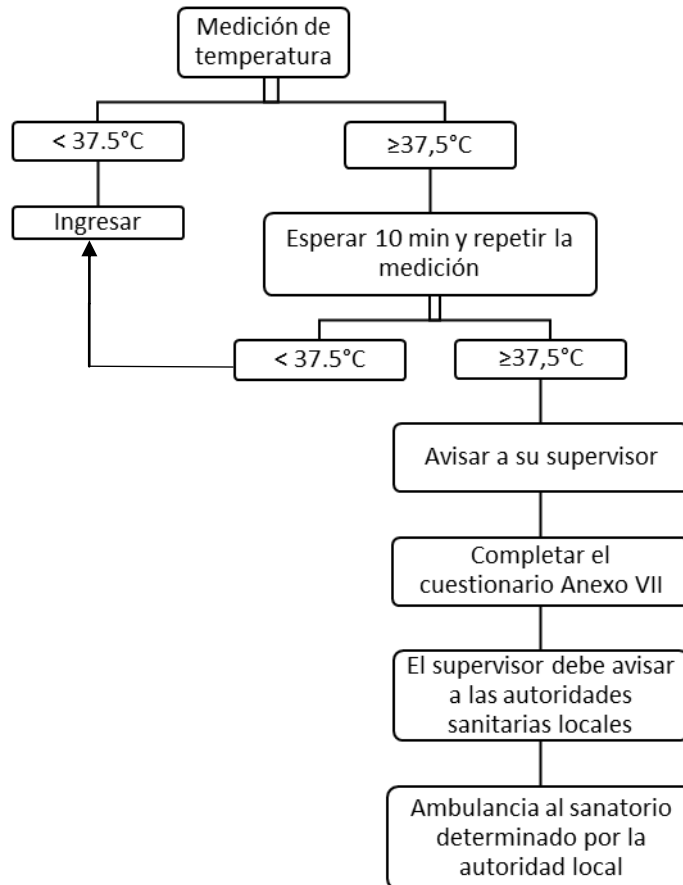 Medición de
temperatura
< 37.5°C
≥37,5°C
Ingresar
Esperar 10 min y repetir la
medición
< 37.5°C
≥37,5°C
Avisar a su supervisor
Completar el
cuestionario Anexo VII
El supervisor debe avisar
a las autoridades
sanitarias locales
Ambulancia al sanatorio
determinado por la
autoridad local